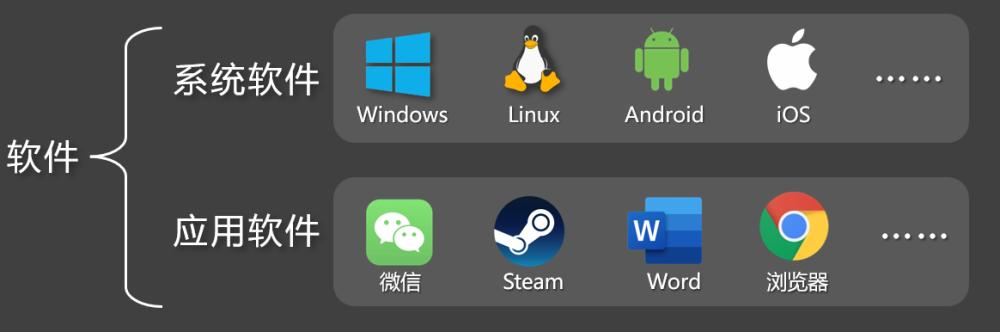 软件
系统软件
Windows
Linux
Android
iOS
……
应用软件
W
微信
Steam
Word
浏览器
……